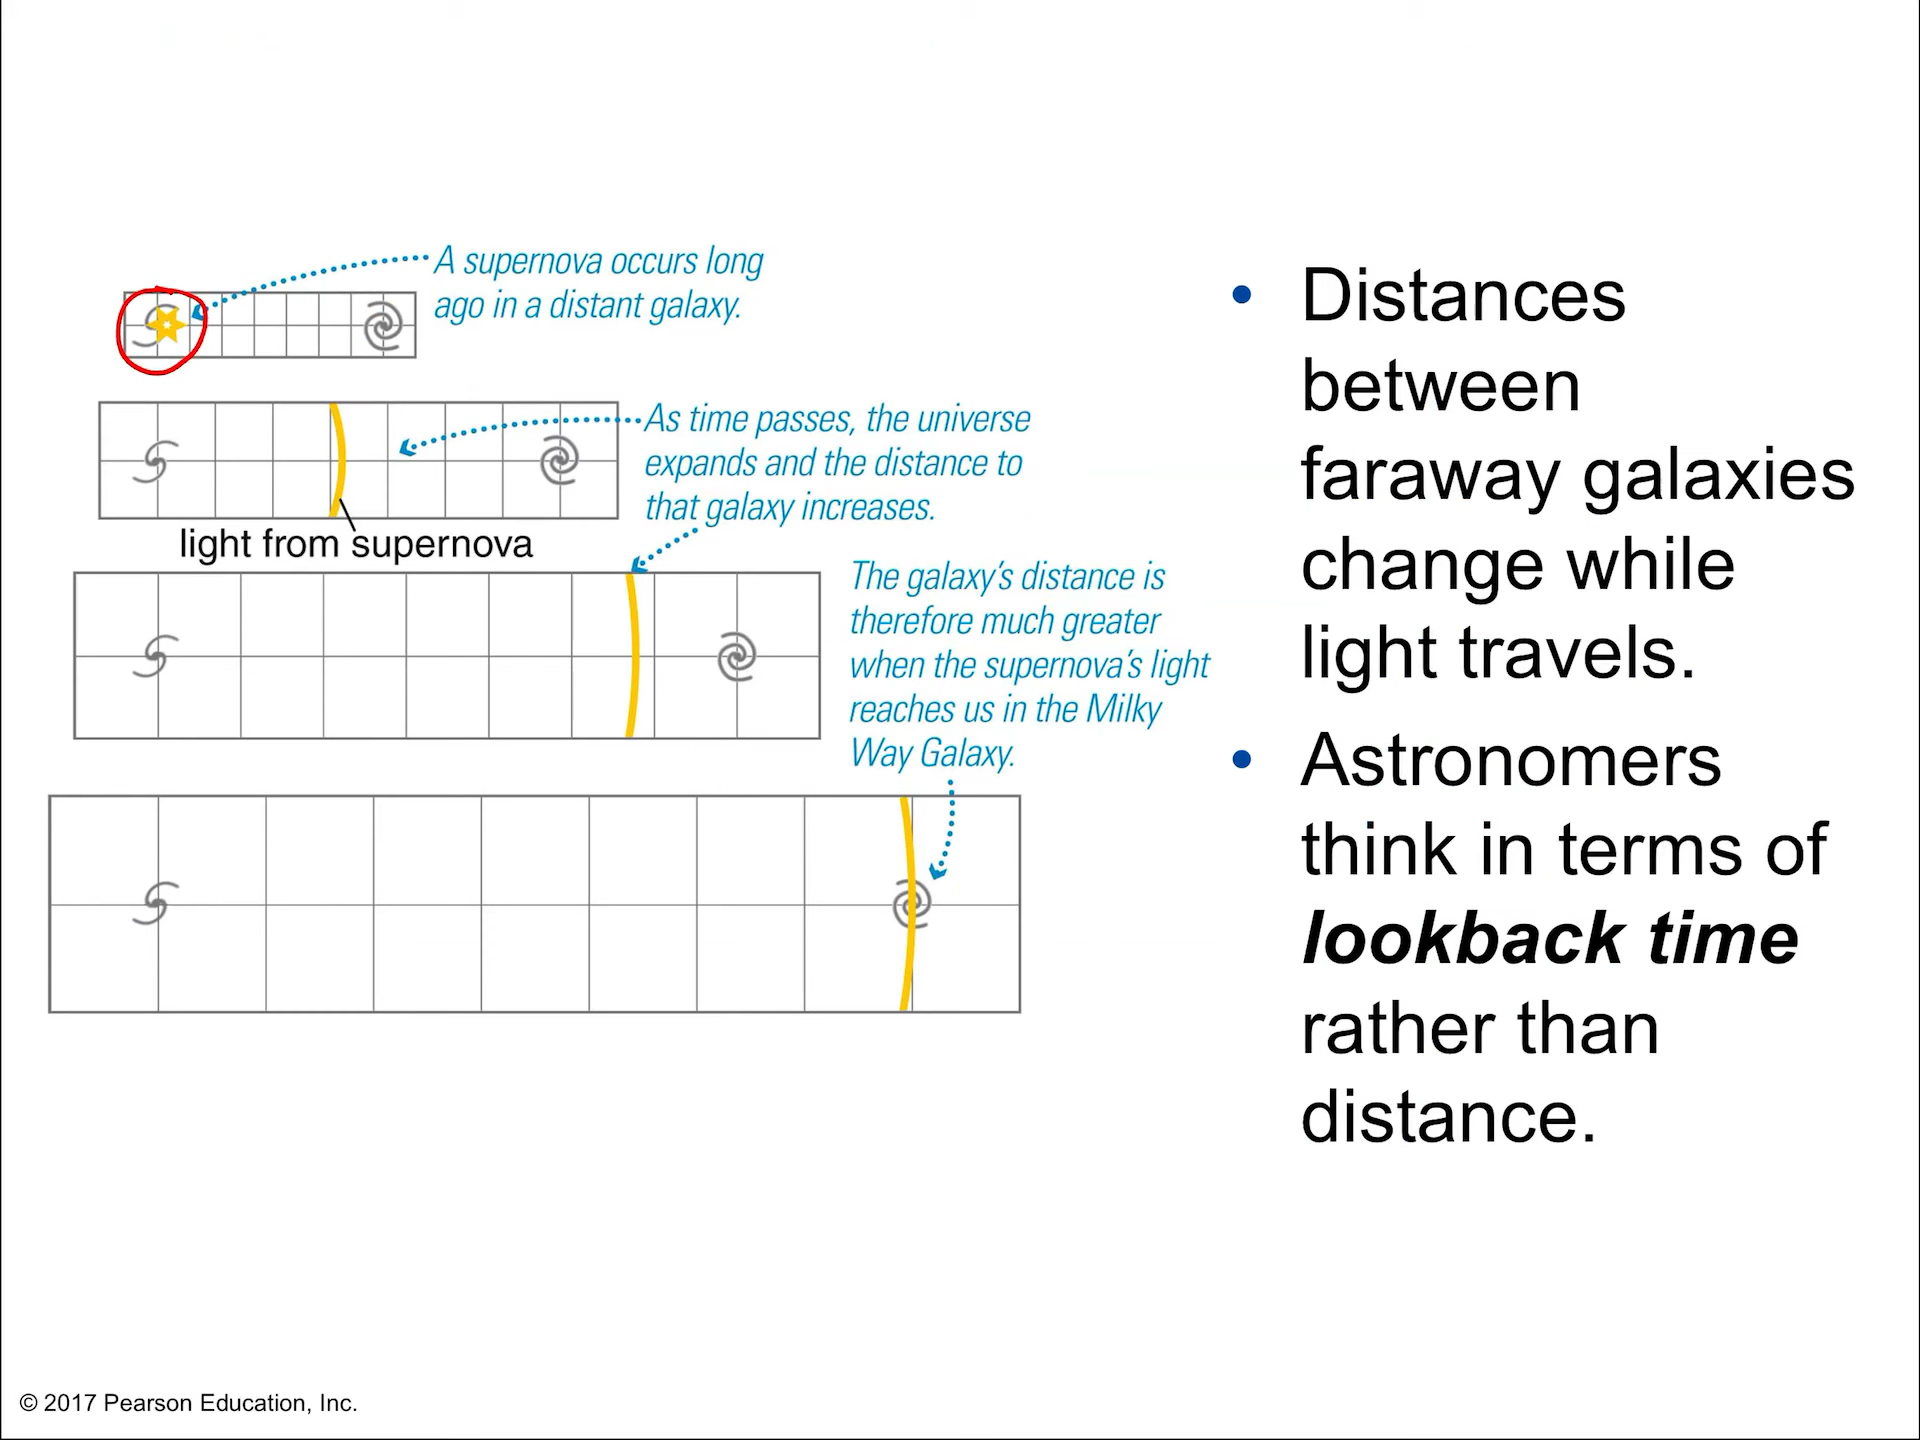 A supernova occurs long
ago in a distant galaxy.
As time passes, the universe
expands and the distance to
that galaxy increases.
light from supernova
The galaxy's distance is
therefore much greater
when the supernova's light
reaches us in the Milky
Way Galaxy.
• Distances
between
faraway galaxies
change while
light travels.
• Astronomers
think in terms of
lookback time
rather than
distance.
© 2017 Pearson Education, Inc.